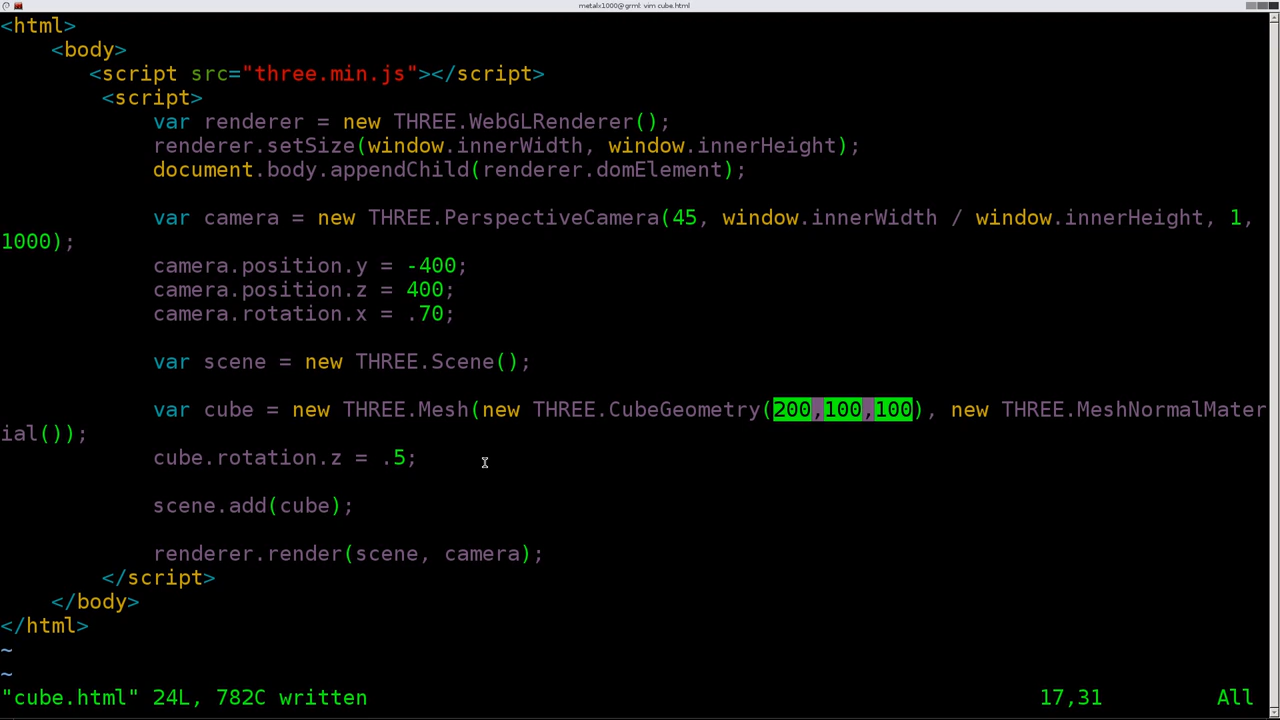 metalx1000@grml: vim cube.html
<html>
    <body>
       <script src="three.min.js"></script>
        <script>
            var renderer = new THREE.WebGLRenderer();
            renderer.setSize(window.innerWidth, window.innerHeight);
            document.body.appendChild(renderer.domElement);

            var camera = new THREE.PerspectiveCamera(45, window.innerWidth / window.innerHeight, 1,
1000);
            camera.position.y = -400;
            camera.position.z = 400;
            camera.rotation.x = .70;

            var scene = new THREE.Scene();

            var cube = new THREE.Mesh(new THREE.CubeGeometry(200,100,100), new THREE.MeshNormalMater
ial());
            cube.rotation.z = .5;

            scene.add(cube);

            renderer.render(scene, camera);
        </script>
    </body>
</html>
~
~
"cube.html" 24L, 782C written 17,31 All